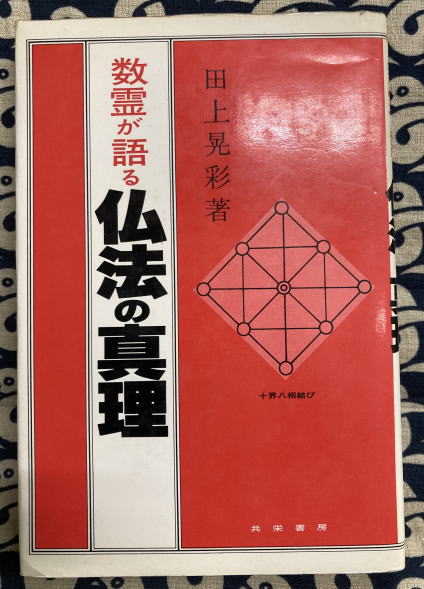 数霊が語る
仏法の真理
田上晃彩著
十界八相結び
共栄書房